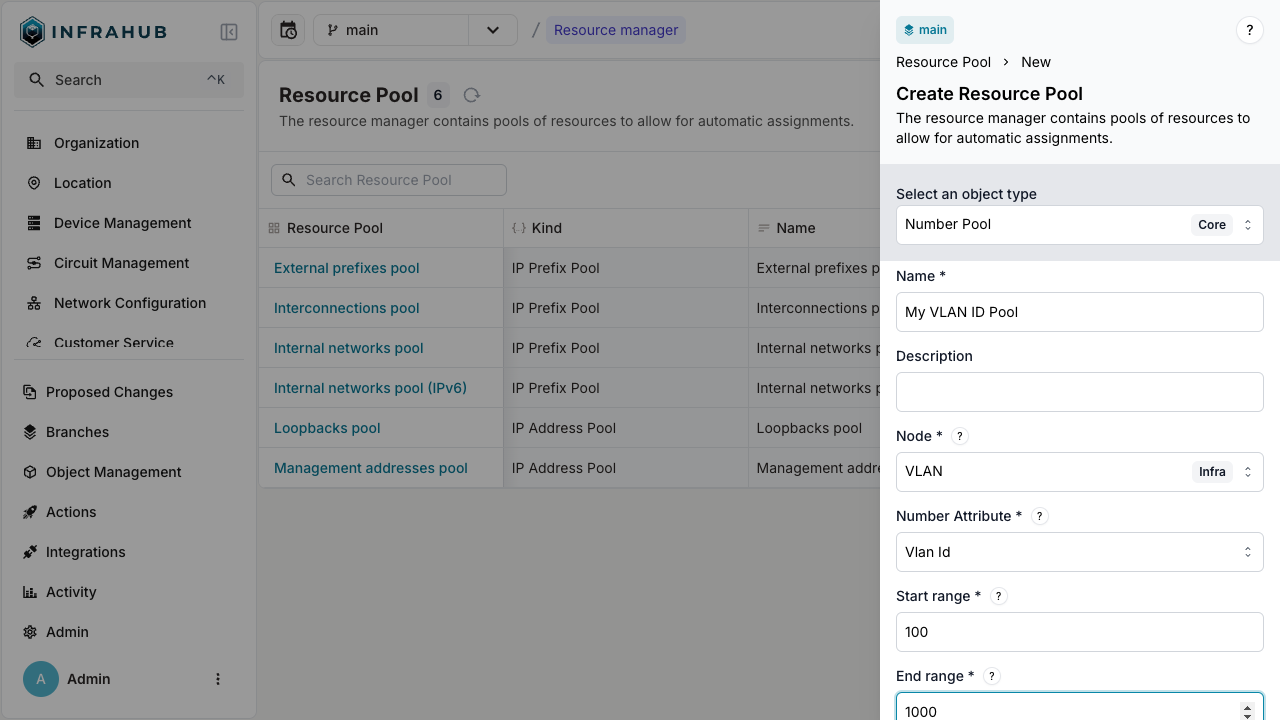 INFRAHUB
Search
^K
Organization
Location
Device Management
Circuit Management
Network Configuration
Customer Service
Proposed Changes
Branches
Object Management
Actions
Integrations
Activity
Admin
A Admin
main
/ Resource manager
Resource Pool 6
The resource manager contains pools of resources to allow for automatic assignments.
Search Resource Pool
Resource Pool Kind Name
External prefixes pool IP Prefix Pool External prefixes p
Interconnections pool IP Prefix Pool Interconnections p
Internal networks pool IP Prefix Pool Internal networks p
Internal networks pool (IPv6) IP Prefix Pool Internal networks p
Loopbacks pool IP Address Pool Loopbacks pool
Management addresses pool IP Address Pool Management addre
main
?
Resource Pool > New
Create Resource Pool
The resource manager contains pools of resources to
allow for automatic assignments.
Select an object type
Number Pool Core
Name *
My VLAN ID Pool
Description
Node * ?
VLAN Infra
Number Attribute * ?
Vlan Id
Start range * ?
100
End range * ?
1000